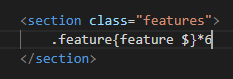 <section class="features">
.feature{feature $}*6
</section>